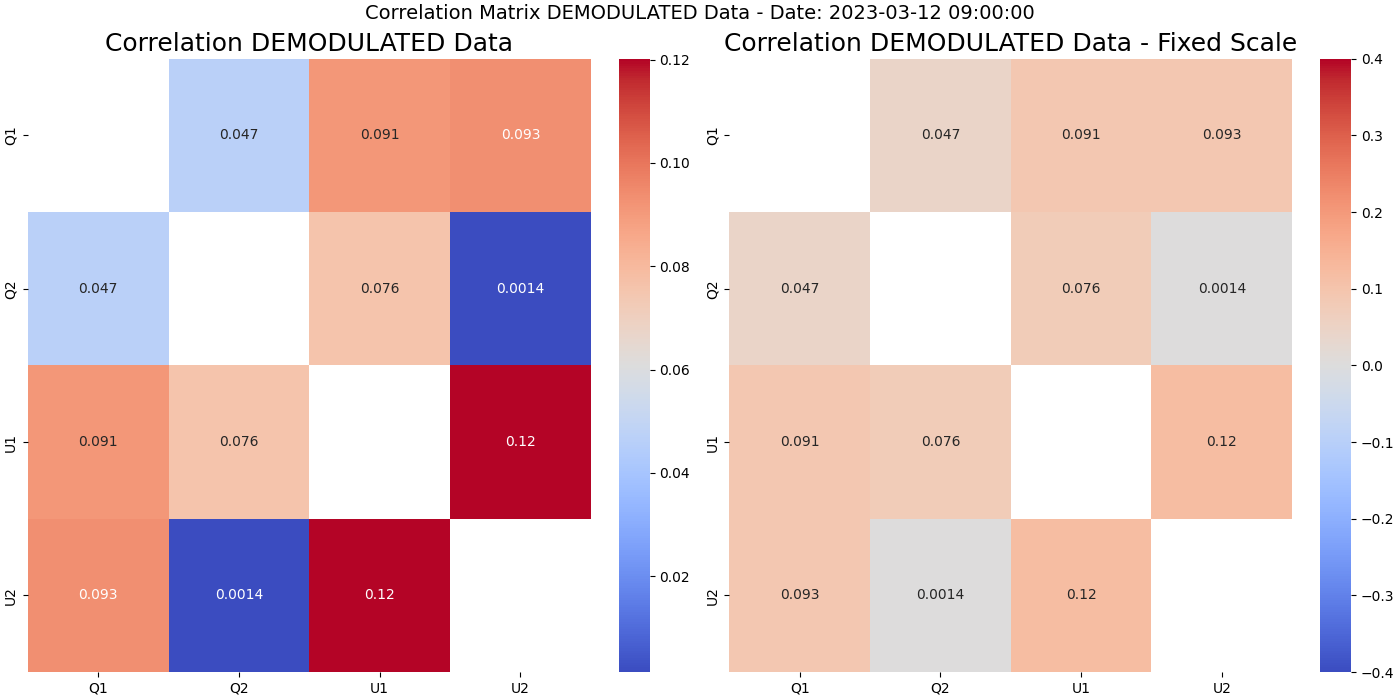 Correlation Matrix DEMODULATED Data - Date: 2023-03-12 09:00:00
Correlation DEMODULATED Data
Q1 0.047 0.091 0.093
Q2 0.047 0.076 0.0014
U1 0.091 0.076 0.12
U2 0.093 0.0014 0.12
Q1 Q2 U1 U2
0.12
0.10
0.08
0.06
0.04
0.02
Correlation DEMODULATED Data - Fixed Scale
Q1 0.047 0.091 0.093
Q2 0.047 0.076 0.0014
U1 0.091 0.076 0.12
U2 0.093 0.0014 0.12
Q1 Q2 U1 U2
0.4
0.3
0.2
0.1
0.0
−0.1
−0.2
−0.3
−0.4